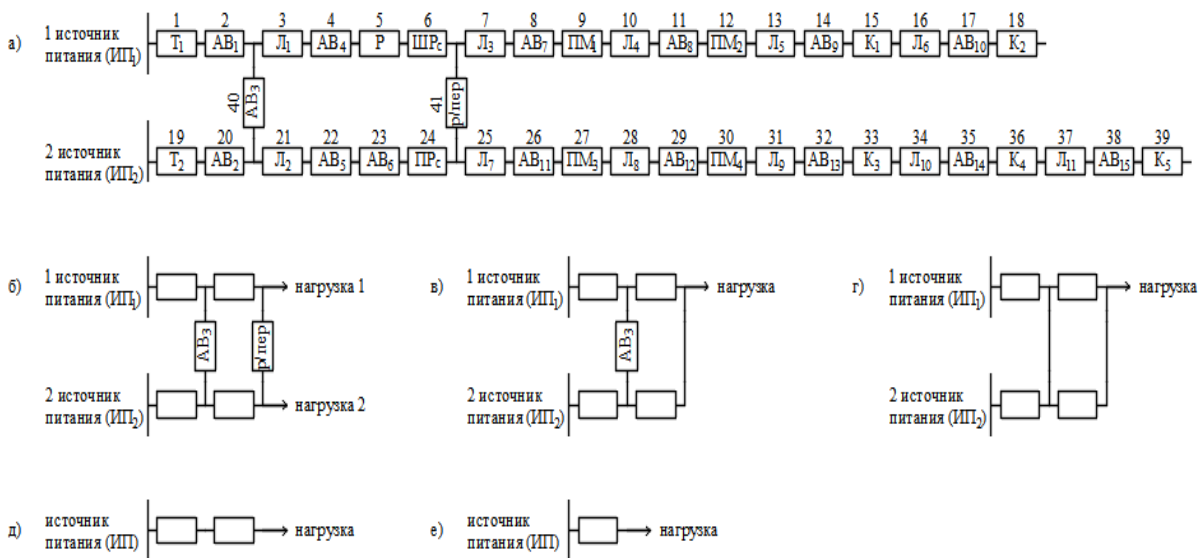 1 2 3 4 5 6 7 8 9 10 11 12 13 14 15 16 17 18
а) 1 источник питания (ИП₁)
Т₁ АВ₁ Л₁ АВ₄ Р ШРс Л₃ АВ₇ ПМ₁ Л₄ АВ₈ ПМ₂ Л₅ АВ₉ К₁ Л₆ АВ₁₀ К₂
40 АВз 41 р/пер
19 20 21 22 23 24 25 26 27 28 29 30 31 32 33 34 35 36 37 38 39
2 источник питания (ИП₂)
Т₂ АВ₂ Л₂ АВ₅ АВ₆ ПРс Л₇ АВ₁₁ ПМ₃ Л₈ АВ₁₂ ПМ₄ Л₉ АВ₁₃ К₃ Л₁₀ АВ₁₄ К₄ Л₁₁ АВ₁₅ К₅
б) 1 источник питания (ИП₁)
нагрузка 1
АВз р/пер
2 источник питания (ИП₂)
нагрузка 2
в) 1 источник питания (ИП₁)
нагрузка
АВз
2 источник питания (ИП₂)
г) 1 источник питания (ИП₁)
нагрузка
2 источник питания (ИП₂)
д) источник питания (ИП)
нагрузка
е) источник питания (ИП)
нагрузка